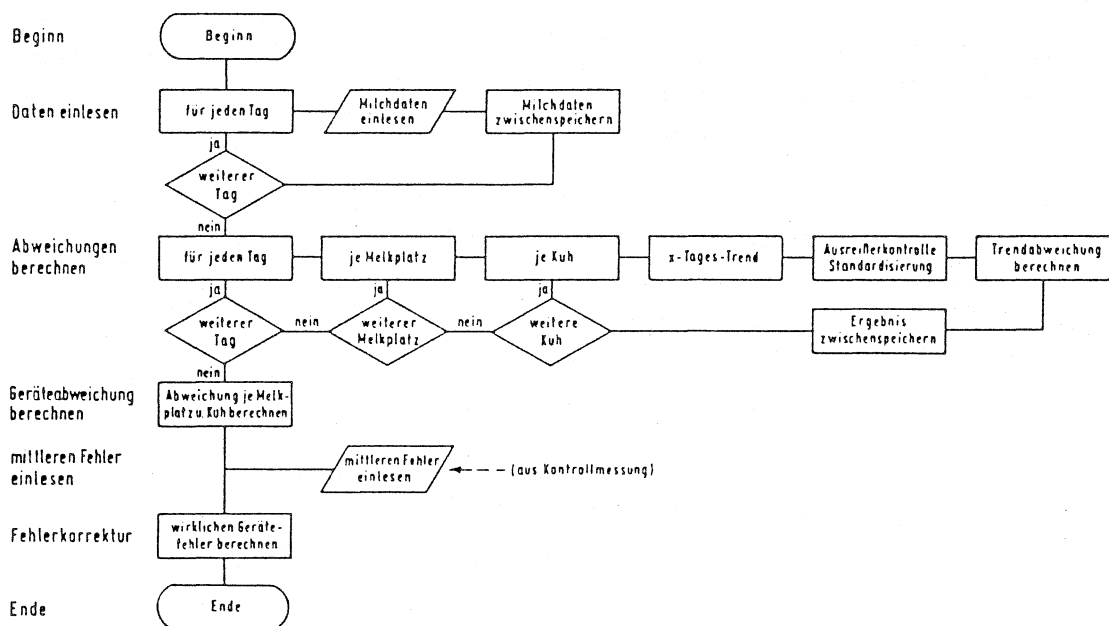 Beginn
Beginn
Daten einlesen
für jeden Tag
Milchdaten
einlesen
Milchdaten
zwischenspeichern
ja
weiterer
Tag
nein
Abweichungen
berechnen
für jeden Tag
je Melkplatz
je Kuh
x-Tages-Trend
Ausreißerkontrolle
Standardisierung
Trendabweichung
berechnen
ja
ja
ja
weiterer
Tag
nein
weiterer
Melkplatz
nein
weitere
Kuh
Ergebnis
zwischenspeichern
nein
Geräteabweichung
berechnen
Abweichung je Melk-
platz u. Kuh berechnen
mittleren Fehler
einlesen
mittleren Fehler
einlesen
(aus Kontrollmessung)
Fehlerkorrektur
wirklichen Geräte-
fehler berechnen
Ende
Ende